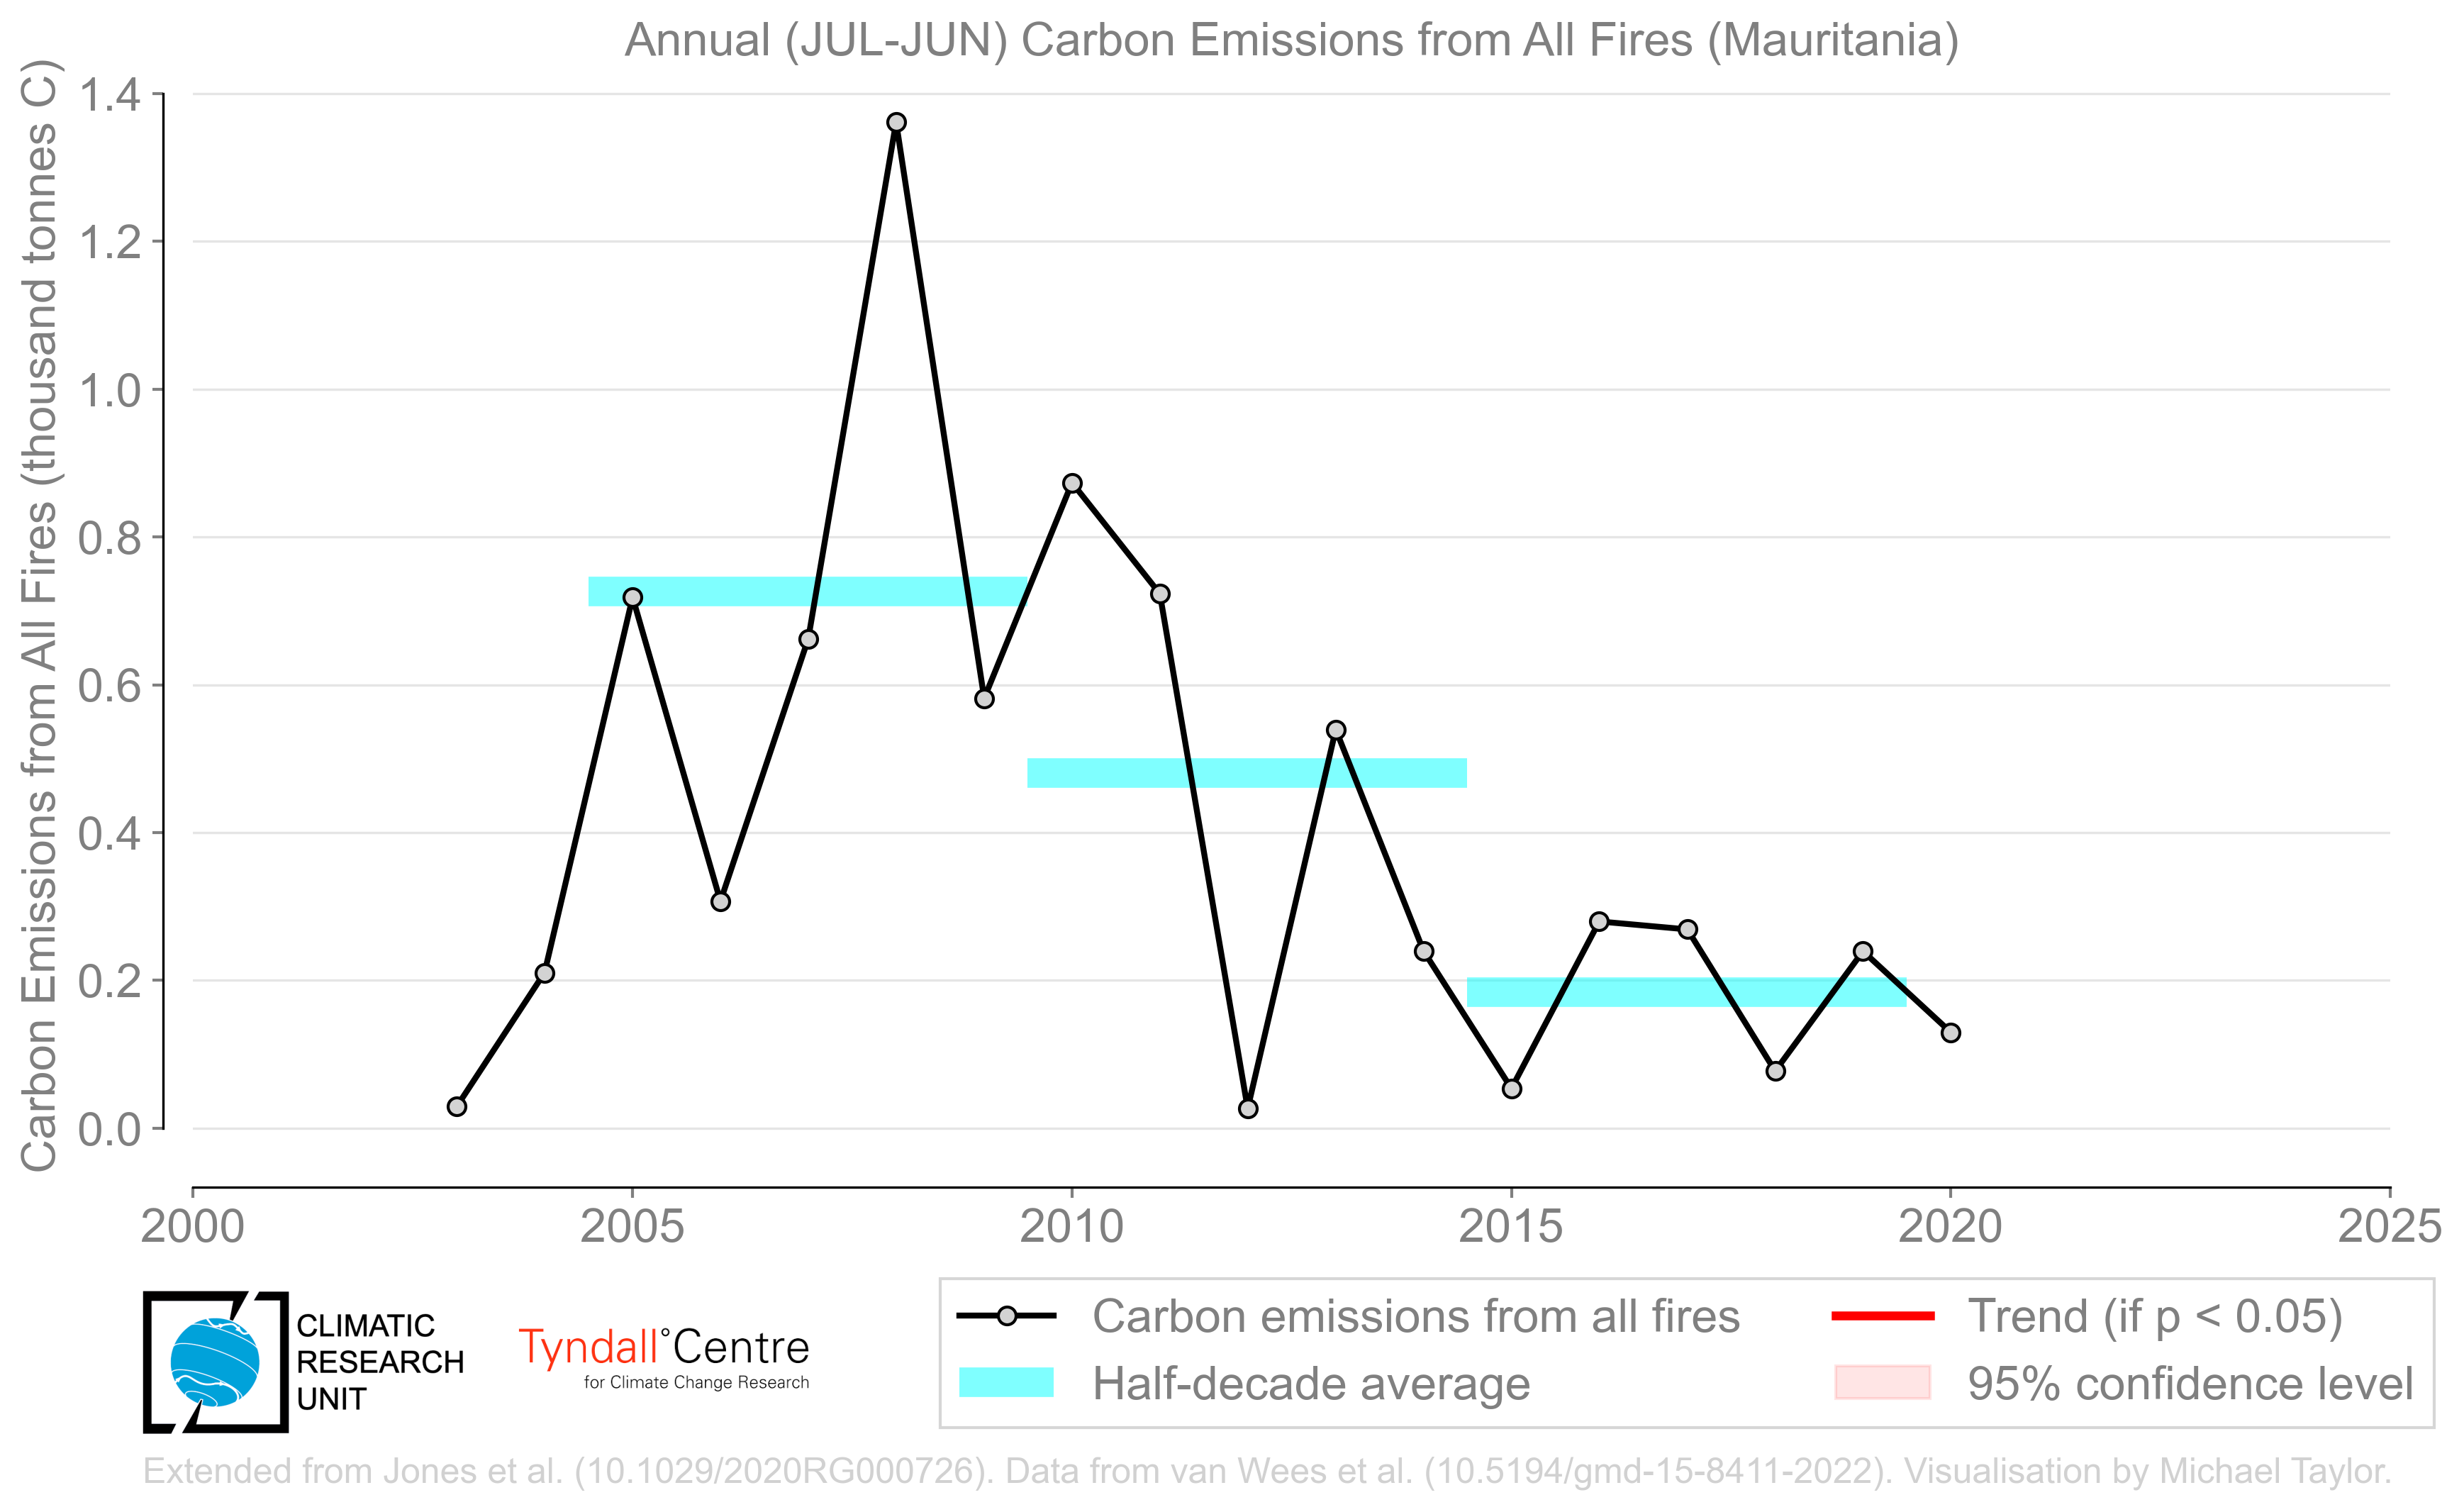 Annual (JUL-JUN) Carbon Emissions from All Fires (Mauritania)
Carbon Emissions from All Fires (thousand tonnes C)
1.4
1.2
1.0
0.8
0.6
0.4
0.2
0.0
2000 2005 2010 2015 2020 2025
CLIMATIC
RESEARCH
UNIT
Tyndall°Centre
for Climate Change Research
Carbon emissions from all fires
Half-decade average
Trend (if p < 0.05)
95% confidence level
Extended from Jones et al. (10.1029/2020RG000726). Data from van Wees et al. (10.5194/gmd-15-8411-2022). Visualisation by Michael Taylor.